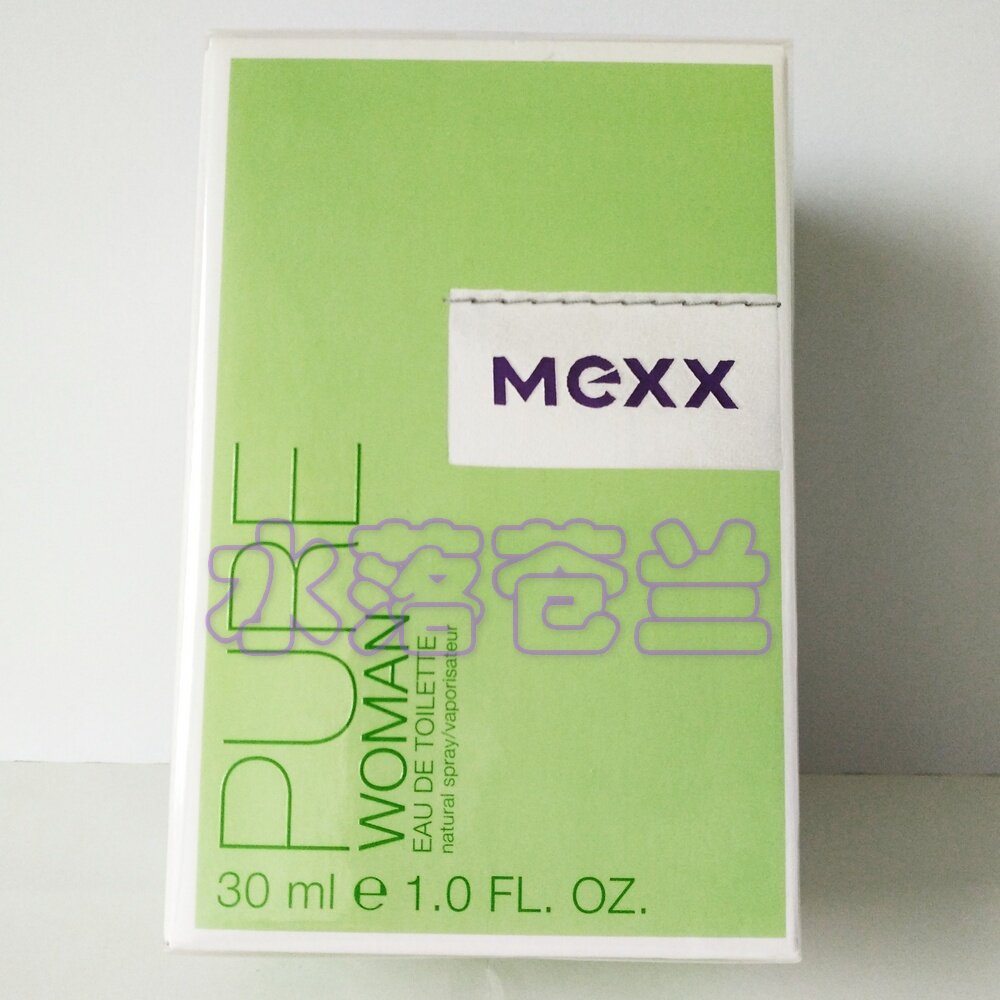 MEXX
PURE
WOMAN
EAU DE TOILETTE
natural spray/vaporisateur
水落苍兰
30 ml ℮ 1.0 FL. OZ.